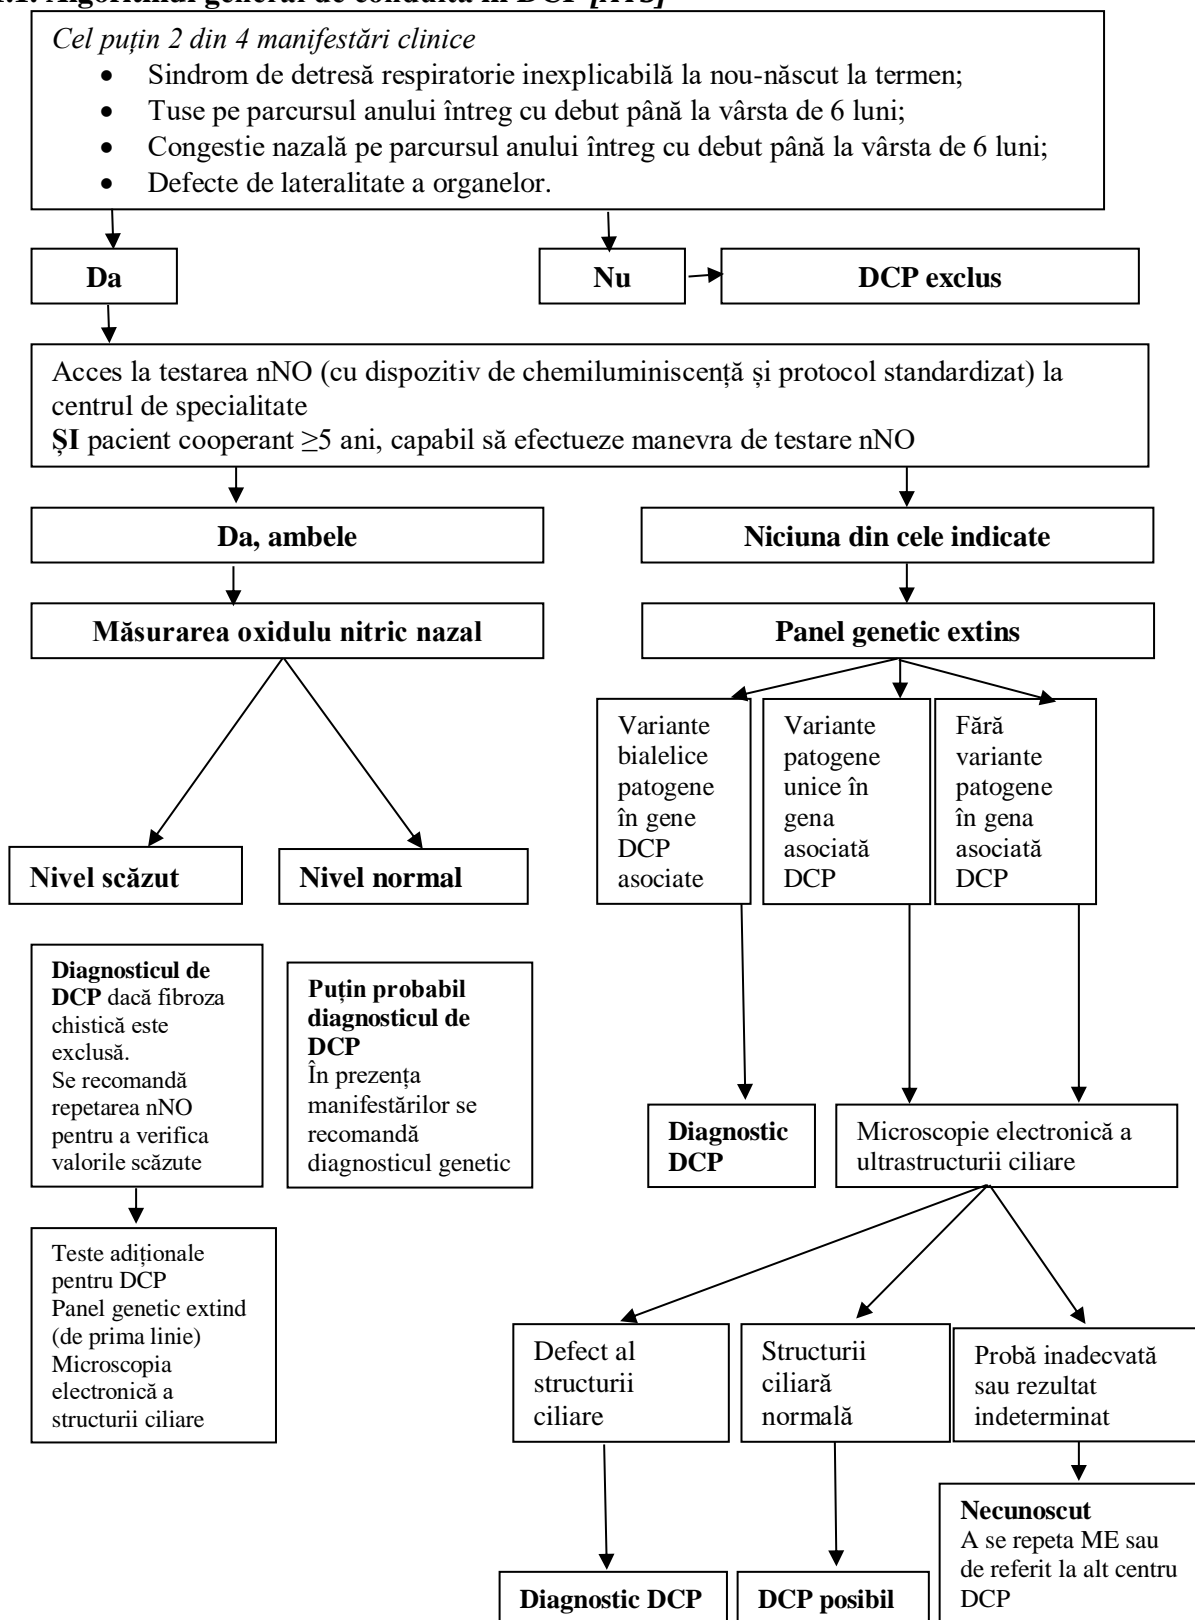 Cel puțin 2 din 4 manifestări clinice
• Sindrom de detresă respiratorie inexplicabilă la nou-născut la termen;
• Tuse pe parcursul anului întreg cu debut până la vârsta de 6 luni;
• Congestie nazală pe parcursul anului întreg cu debut până la vârsta de 6 luni;
• Defecte de lateralitate a organelor.
Da
Nu
DCP exclus
Acces la testarea nNO (cu dispozitiv de chemiluminiscență și protocol standardizat) la
centrul de specialitate
ȘI pacient cooperant ≥5 ani, capabil să efectueze manevra de testare nNO
Da, ambele
Niciuna din cele indicate
Măsurarea oxidulu nitric nazal
Panel genetic extins
Variante
bialelice
patogene
în gene
DCP
asociate
Variante
patogene
unice în
gena
asociată
DCP
Fără
variante
patogene
în gena
asociată
DCP
Nivel scăzut
Nivel normal
Diagnosticul de
DCP dacă fibroza
chistică este
exclusă.
Se recomandă
repetarea nNO
pentru a verifica
valorile scăzute
Puțin probabil
diagnosticul de
DCP
În prezența
manifestărilor se
recomandă
diagnosticul genetic
Diagnostic
DCP
Microscopie electronică a
ultrastructurii ciliare
Teste adiționale
pentru DCP
Panel genetic extind
(de prima linie)
Microscopia
electronică a
structurii ciliare
Defect al
structurii
ciliare
Structurii
ciliară
normală
Probă inadecvată
sau rezultat
indeterminat
Diagnostic DCP
DCP posibil
Necunoscut
A se repeta ME sau
de referit la alt centru
DCP